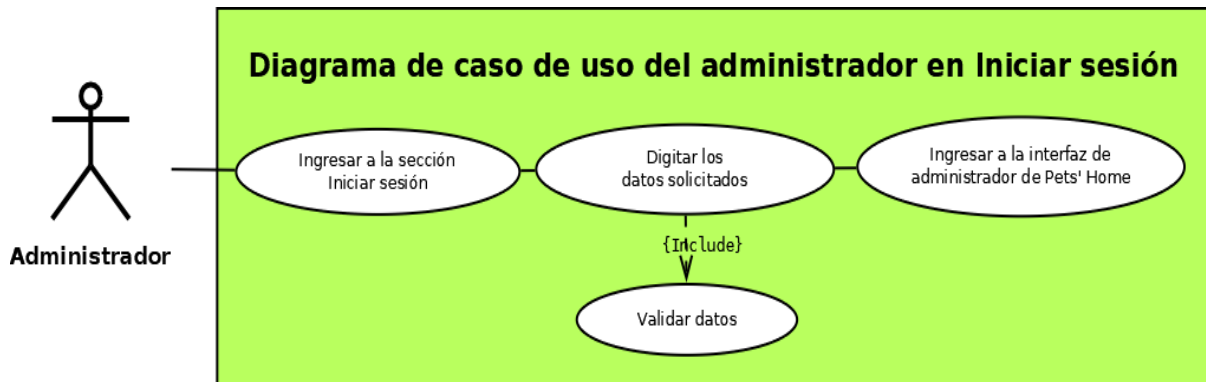 Diagrama de caso de uso del administrador en Iniciar sesión
Ingresar a la sección
Iniciar sesión
Digitar los
datos solicitados
Ingresar a la interfaz de
administrador de Pets' Home
Administrador
{Include}
Validar datos